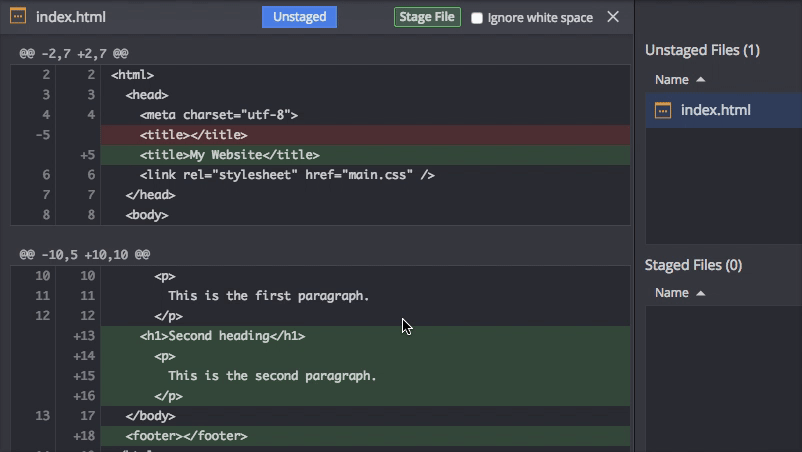 index.html Unstaged Stage File Ignore white space
@@ -2,7 +2,7 @@
2 2 <html>
3 3 <head>
4 4 <meta charset="utf-8">
-5 <title></title>
+5 <title>My Website</title>
6 6 <link rel="stylesheet" href="main.css" />
7 7 </head>
8 8 <body>
@@ -10,5 +10,10 @@
10 10 <p>
11 11 This is the first paragraph.
12 12 </p>
+13 <h1>Second heading</h1>
+14 <p>
+15 This is the second paragraph.
+16 </p>
13 17 </body>
+18 <footer></footer>
Unstaged Files (1)
Name
index.html
Staged Files (0)
Name